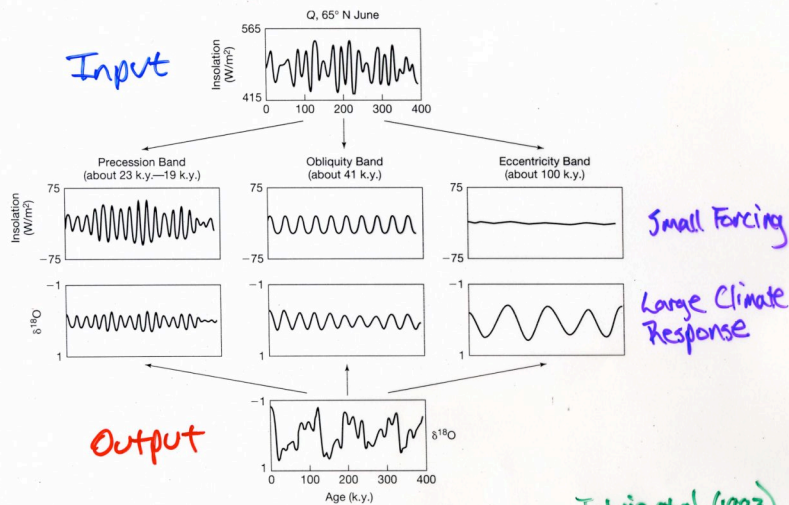 Q, 65° N June
Input
Insolation
(W/m²)
565
415
0 100 200 300 400
Precession Band
(about 23 k.y.—19 k.y.)
Obliquity Band
(about 41 k.y.)
Eccentricity Band
(about 100 k.y.)
Insolation
(W/m²)
75
-75
75
-75
75
-75
Small Forcing
δ¹⁸O
-1
1
-1
1
-1
1
Large Climate
Response
Output
-1
1
δ¹⁸O
0 100 200 300 400
Age (k.y.)